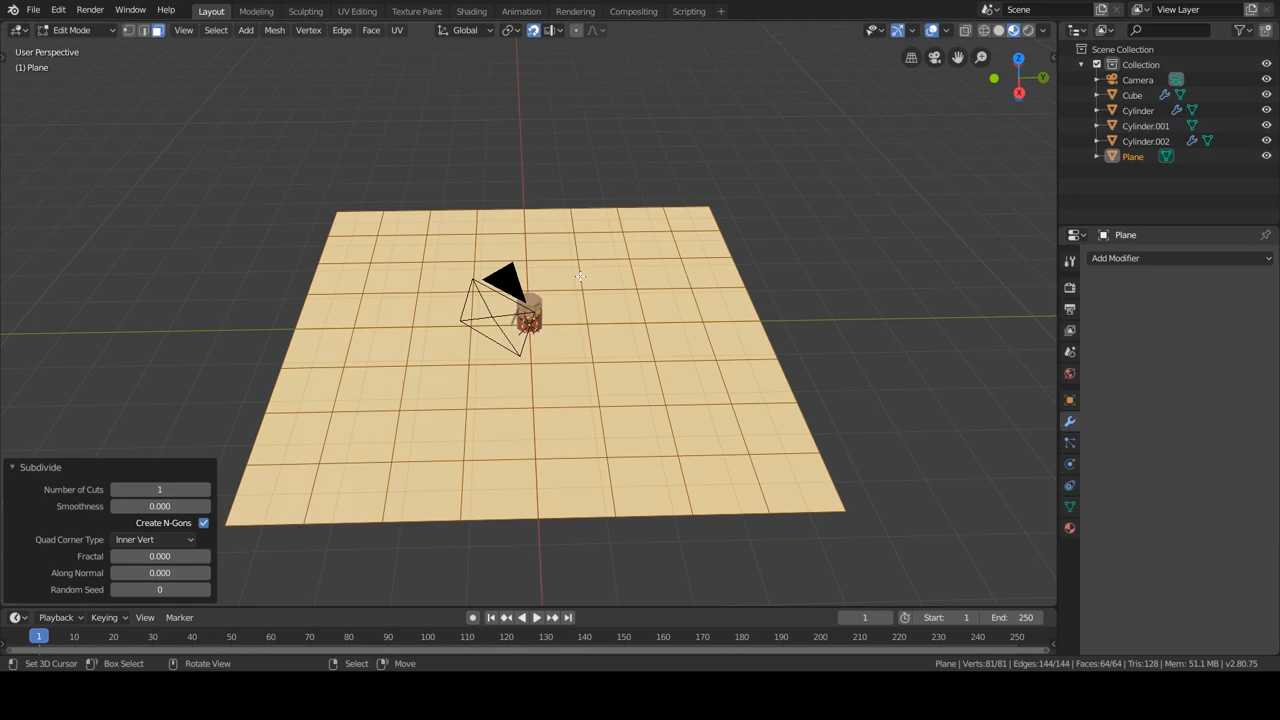 File Edit Render Window Help Layout Modeling Sculpting UV Editing Texture Paint Shading Animation Rendering Compositing Scripting Scene View Layer
Edit Mode View Select Add Mesh Vertex Edge Face UV Global
User Perspective
(1) Plane
Z
Y
X
Scene Collection
Collection
Camera
Cube
Cylinder
Cylinder.001
Cylinder.002
Plane
Plane
Add Modifier
Subdivide
Number of Cuts 1
Smoothness 0.000
Create N-Gons
Quad Corner Type Inner Vert
Fractal 0.000
Along Normal 0.000
Random Seed 0
Playback Keying View Marker 1 Start: 1 End: 250
1 10 20 30 40 50 60 70 80 90 100 110 120 130 140 150 160 170 180 190 200 210 220 230 240 250
Set 3D Cursor Box Select Rotate View Select Move Plane | Verts:81/81 | Edges:144/144 | Faces:64/64 | Tris:128 | Mem: 51.1 MB | v2.80.75